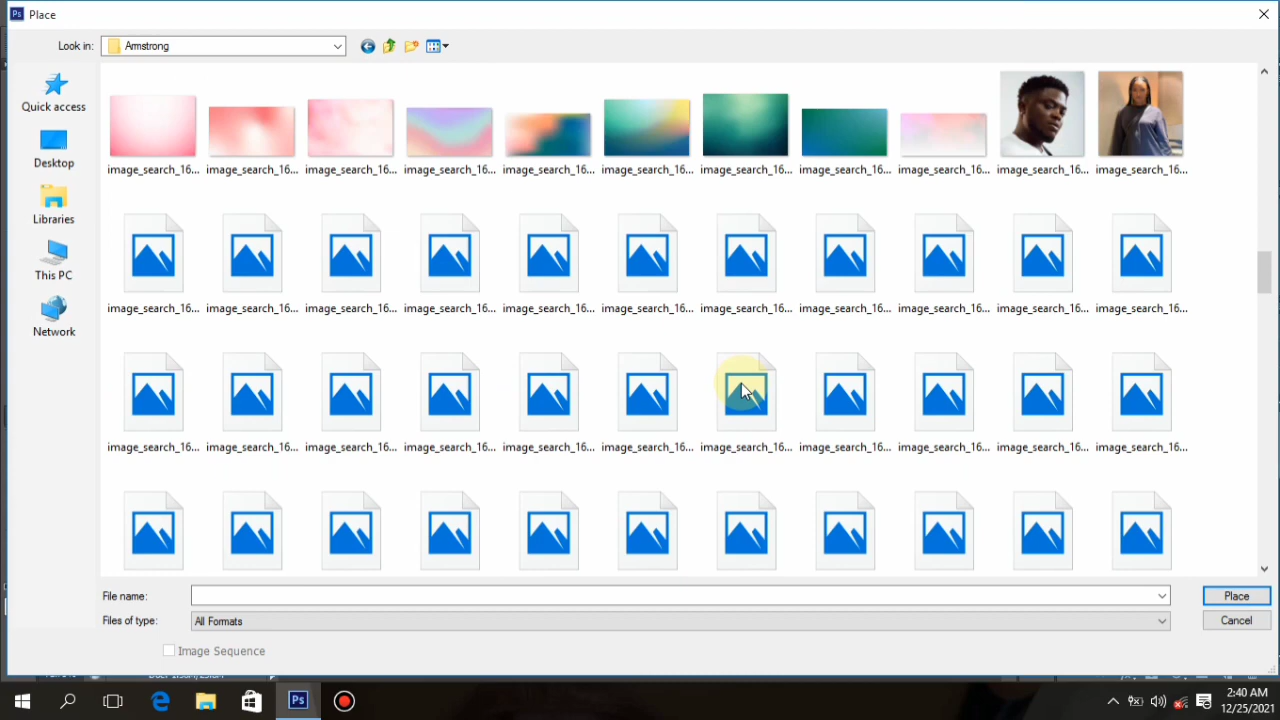 Ps Place
Look in: Armstrong
Quick access
Desktop
Libraries
This PC
Network
image_search_16... image_search_16... image_search_16... image_search_16... image_search_16... image_search_16... image_search_16... image_search_16... image_search_16... image_search_16... image_search_16...
image_search_16... image_search_16... image_search_16... image_search_16... image_search_16... image_search_16... image_search_16... image_search_16... image_search_16... image_search_16... image_search_16...
image_search_16... image_search_16... image_search_16... image_search_16... image_search_16... image_search_16... image_search_16... image_search_16... image_search_16... image_search_16... image_search_16...
File name: Place
Files of type: All Formats Cancel
Image Sequence
Ps 2:40 AM
12/25/2021